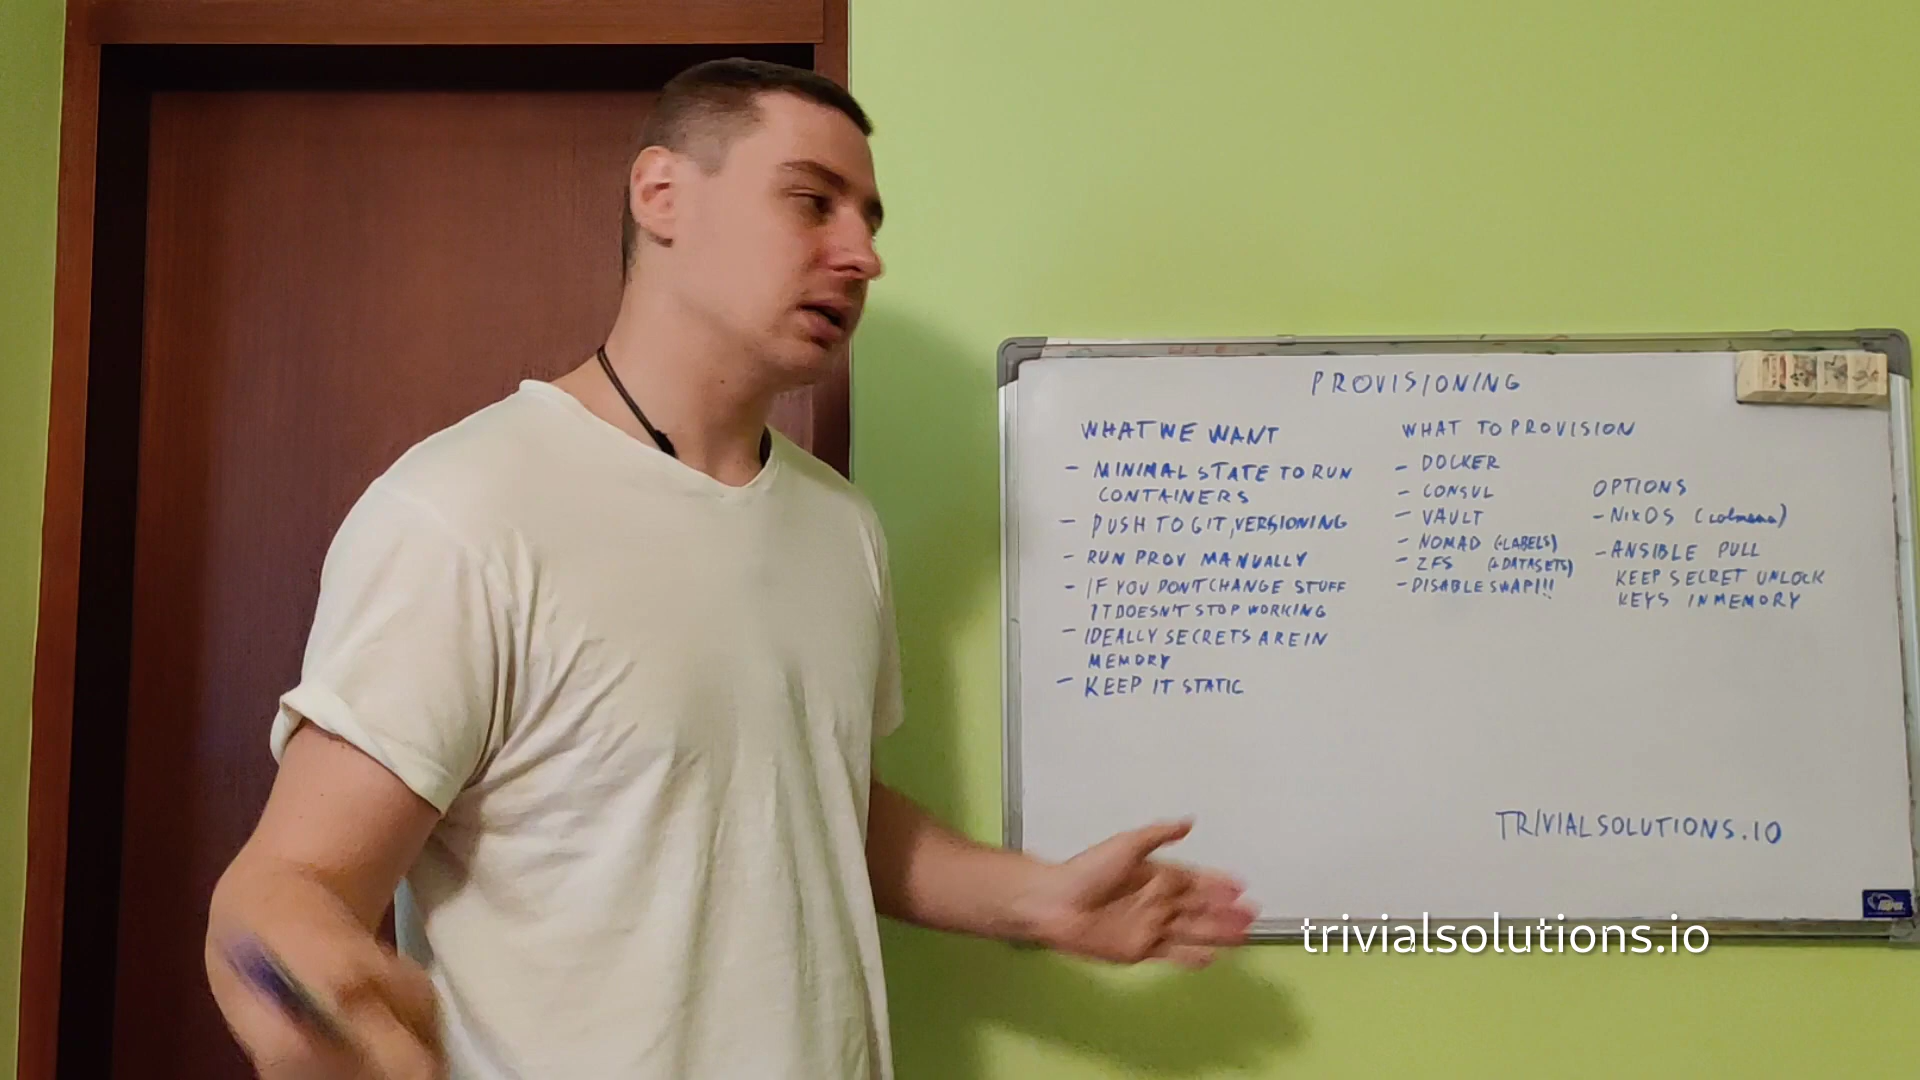 PROVISIONING
WHAT WE WANT
- MINIMAL STATE TO RUN
CONTAINERS
- PUSH TO GIT, VERSIONING
- RUN PROV MANUALLY
- IF YOU DONT CHANGE STUFF
IT DOESN'T STOP WORKING
- IDEALLY SECRETS ARE IN
MEMORY
- KEEP IT STATIC
WHAT TO PROVISION
- DOCKER
- CONSUL
- VAULT
- NOMAD (+LABELS)
- ZFS (+DATASETS)
- DISABLE SWAP!!!
OPTIONS
- NIXOS (colmena)
- ANSIBLE PULL
KEEP SECRET UNLOCK
KEYS IN MEMORY
TRIVIALSOLUTIONS.IO
trivialsolutions.io